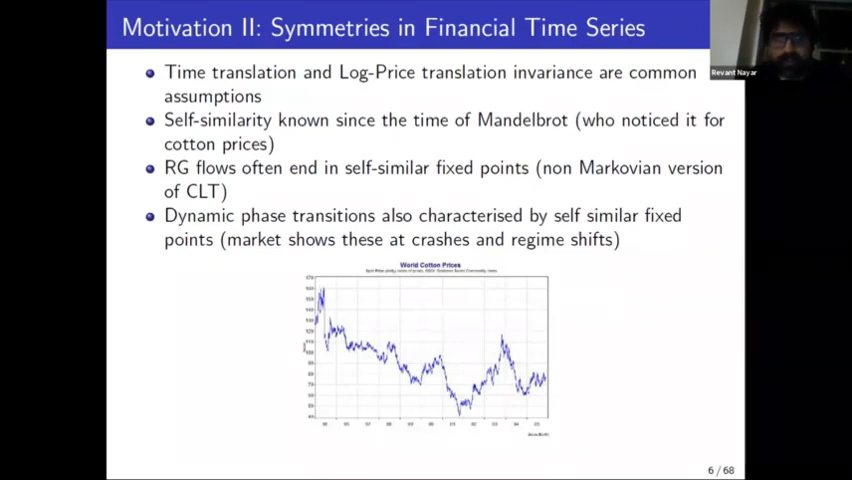 Motivation II: Symmetries in Financial Time Series
Revant Nayar
Time translation and Log-Price translation invariance are common
assumptions
Self-similarity known since the time of Mandelbrot (who noticed it for
cotton prices)
RG flows often end in self-similar fixed points (non Markovian version
of CLT)
Dynamic phase transitions also characterised by self similar fixed
points (market shows these at crashes and regime shifts)
World Cotton Prices
6 / 68